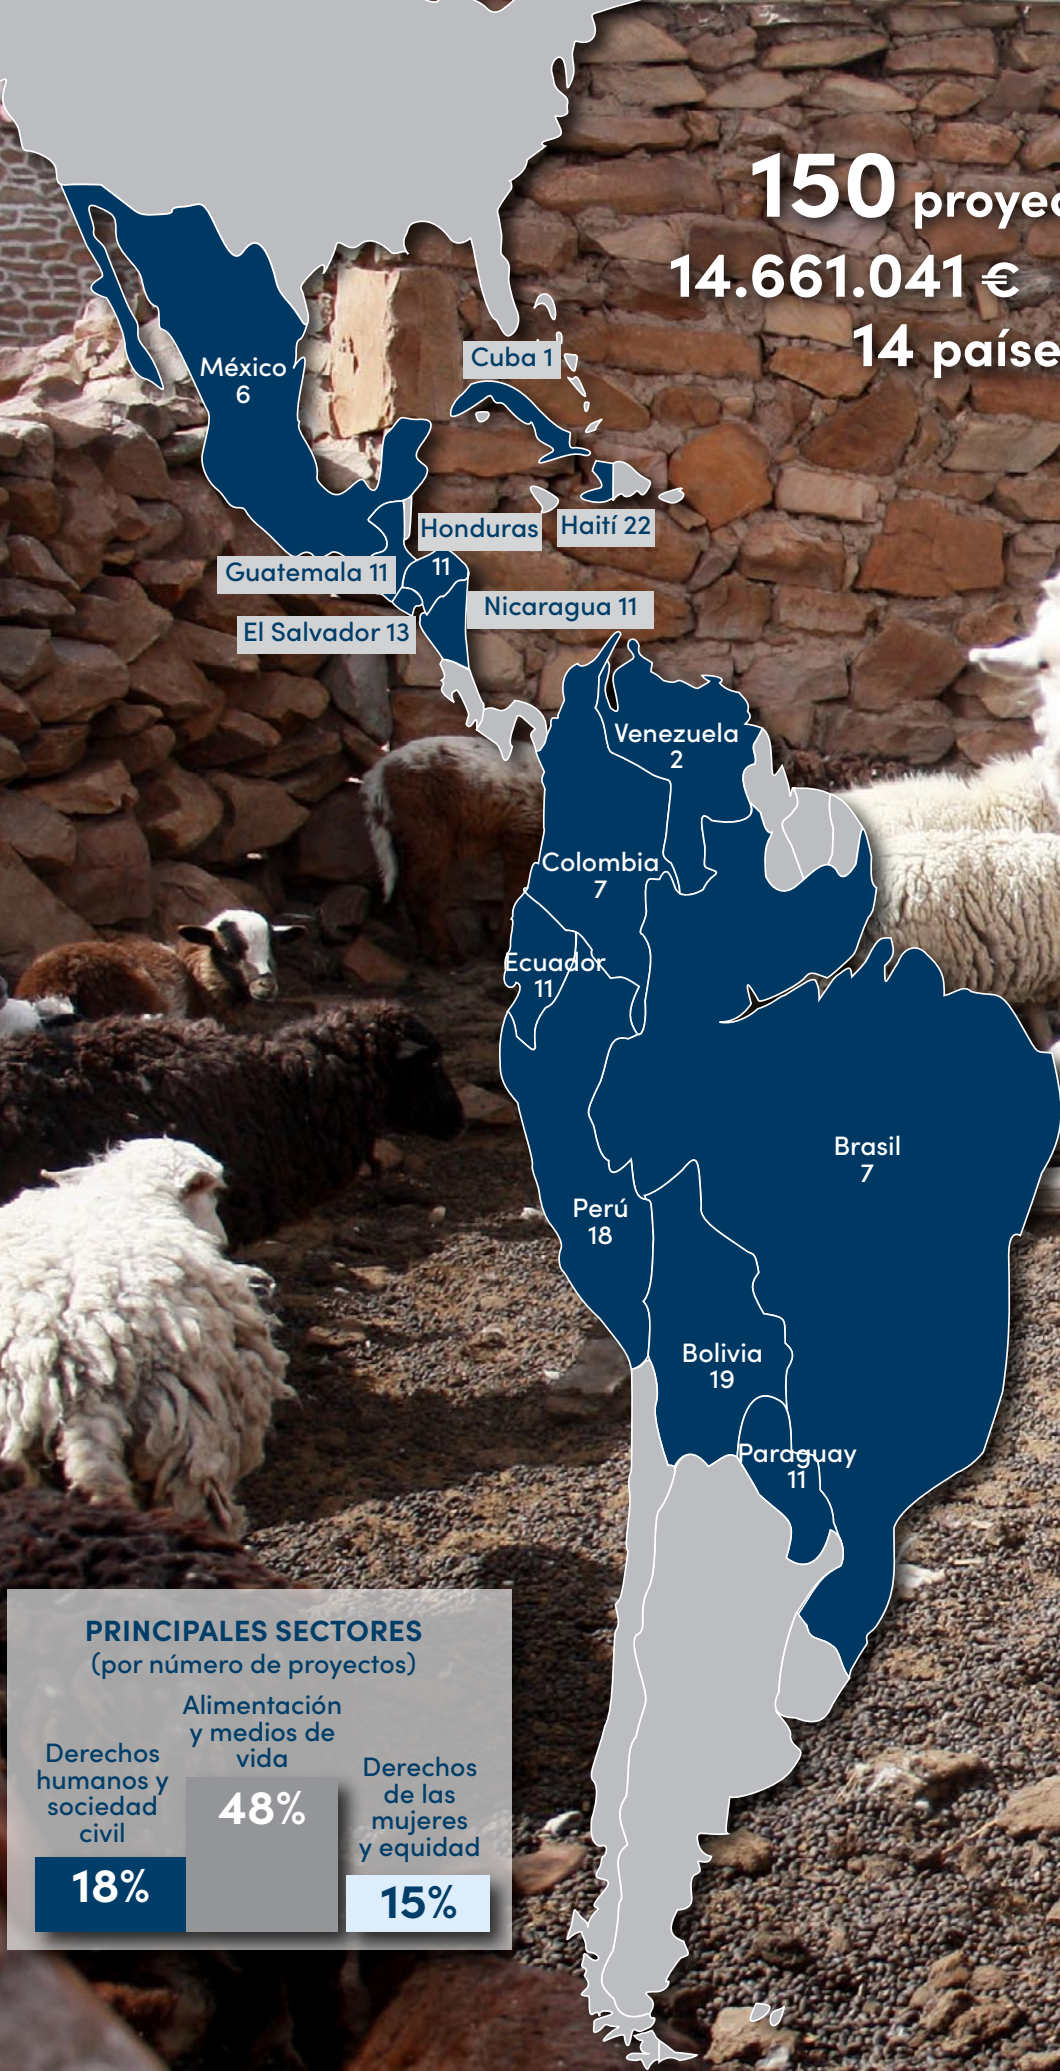 150 proyec
14.661.041 €
14 paíse
México
6
Cuba 1
Honduras
11
Haití 22
Guatemala 11
Nicaragua 11
El Salvador 13
Venezuela
2
Colombia
7
Ecuador
11
Brasil
7
Perú
18
Bolivia
19
Paraguay
11
PRINCIPALES SECTORES
(por número de proyectos)
Derechos
humanos y
sociedad
civil
18%
Alimentación
y medios de
vida
48%
Derechos
de las
mujeres
y equidad
15%